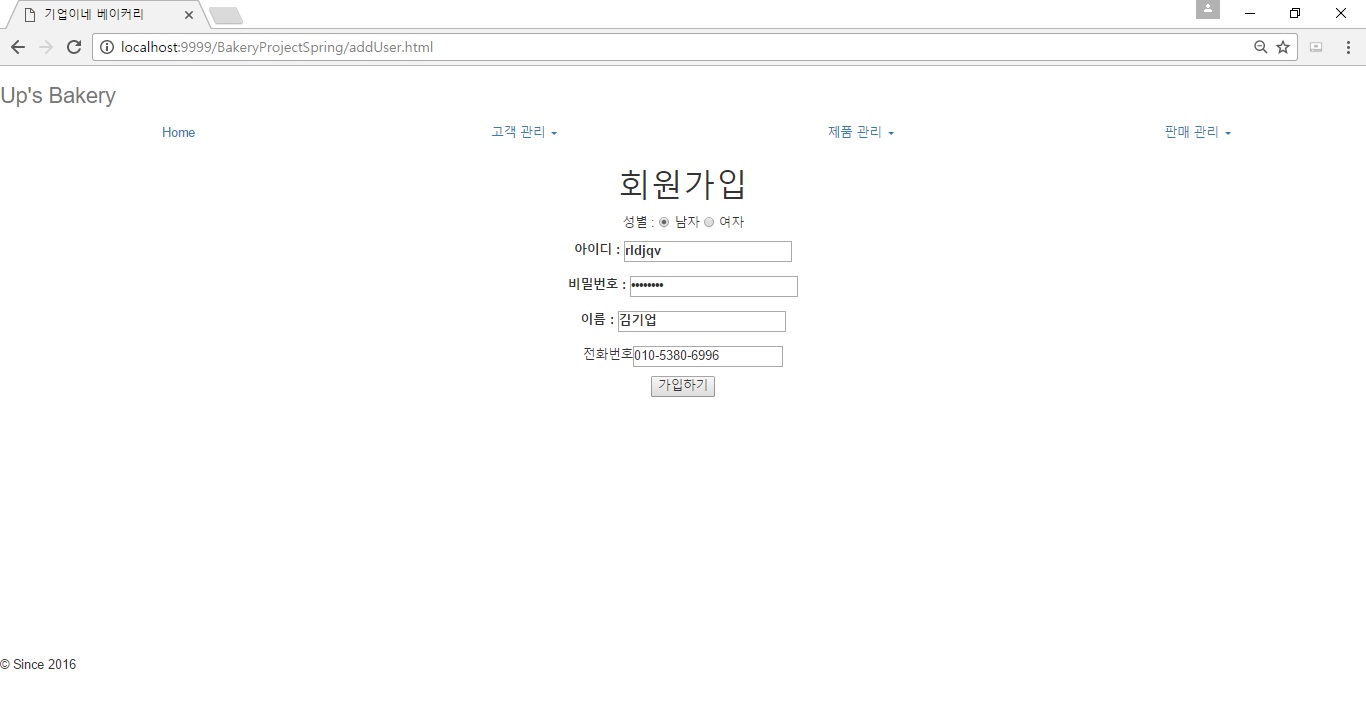 기업이네 베이커리
localhost:9999/BakeryProjectSpring/addUser.html
Up's Bakery
Home 고객 관리 제품 관리 판매 관리
회원가입
성별 : 남자 여자
아이디 : rldjqv
비밀번호 : ••••••••
이름 : 김기업
전화번호 010-5380-6996
가입하기
© Since 2016